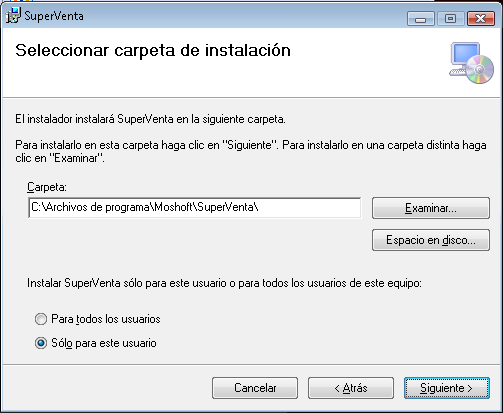 SuperVenta
Seleccionar carpeta de instalación
El instalador instalará SuperVenta en la siguiente carpeta.
Para instalarlo en esta carpeta haga clic en "Siguiente". Para instalarlo en una carpeta distinta haga
clic en "Examinar".
Carpeta:
C:\Archivos de programa\Moshoft\SuperVenta\
Examinar...
Espacio en disco...
Instalar SuperVenta sólo para este usuario o para todos los usuarios de este equipo:
Para todos los usuarios
Sólo para este usuario
Cancelar
< Atrás
Siguiente >